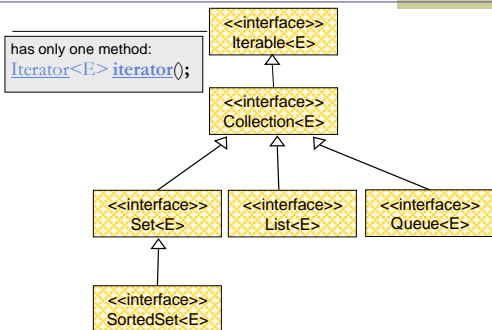 <<interface>>
Iterable<E>
has only one method:
Iterator<E> iterator();
<<interface>>
Collection<E>
<<interface>>
Set<E>
<<interface>>
List<E>
<<interface>>
Queue<E>
<<interface>>
SortedSet<E>